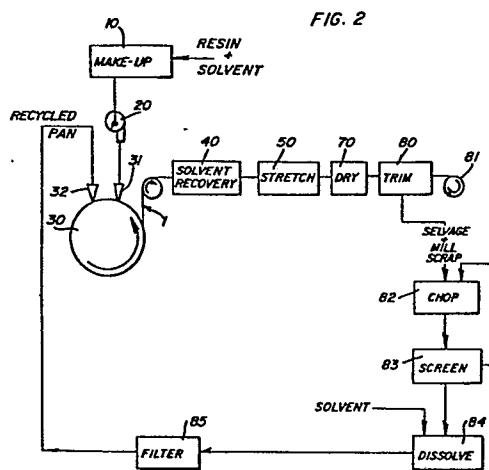 FIG. 2
10
MAKE-UP
RESIN
+
SOLVENT
20
RECYCLED
PAN
32
31
30
40
SOLVENT
RECOVERY
50
STRETCH
70
DRY
80
TRIM
81
SELVAGE
+
MILL
SCRAP
82
CHOP
83
SCREEN
SOLVENT
84
DISSOLVE
85
FILTER